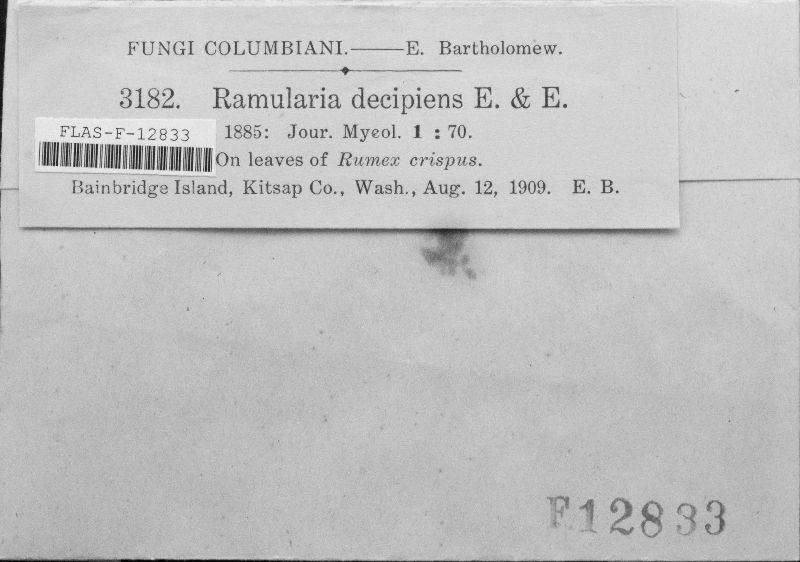 FUNGI COLUMBIANI.——E. Bartholomew.
3182. Ramularia decipiens E. & E.
FLAS-F-12833
1885: Jour. Myeol. 1 : 70.
On leaves of Rumex crispus.
Bainbridge Island, Kitsap Co., Wash., Aug. 12, 1909. E. B.
F12833